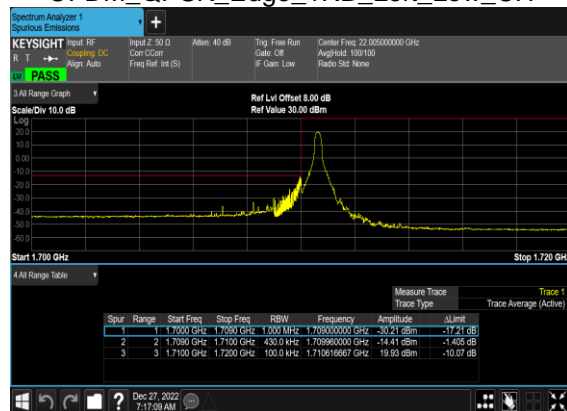 Spectrum Analyzer 1
Spurious Emissions
KEYSIGHT Input: RF Input Z: 50 Ω Atten: 40 dB Trig: Free Run Center Freq: 22.005000000 GHz
R T Coupling: DC Corr CCorr Gate: Off Avg|Hold: 100/100
Align: Auto Freq Ref: Int (S) IF Gain: Low Radio Std: None
LW PASS
3 All Range Graph
Ref Lvl Offset 8.00 dB
Scale/Div 10.0 dB Ref Value 30.00 dBm
Log
20.0
10.0
0.00
-10.0
-20.0
-30.0
-40.0
-50.0
-60.0
Start 1.700 GHz Stop 1.720 GH
4 All Range Table
Measure Trace Trace 1
Trace Type Trace Average (Active)
Spur Range Start Freq Stop Freq RBW Frequency Amplitude ΔLimit
1 1 1.7000 GHz 1.7090 GHz 1.000 MHz 1.709000000 GHz -30.21 dBm -17.21 dB
2 2 1.7090 GHz 1.7100 GHz 430.0 kHz 1.709960000 GHz -14.41 dBm -1.405 dB
3 3 1.7100 GHz 1.7200 GHz 100.0 kHz 1.710616667 GHz 19.93 dBm -10.07 dB
? Dec 27, 2022
7:17:09 AM